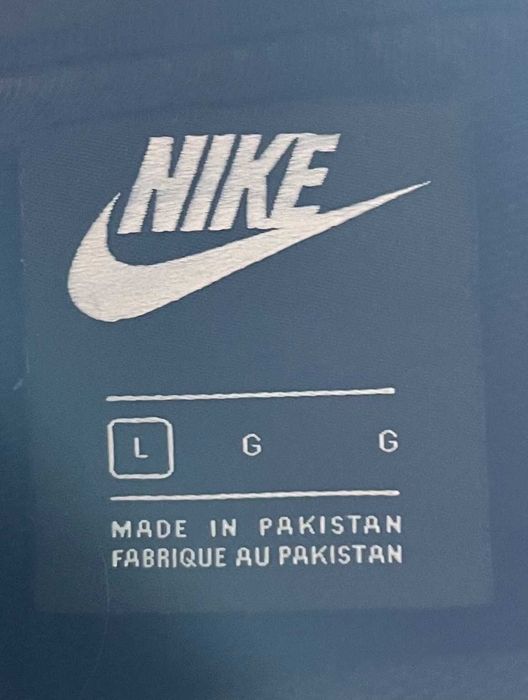 NIKE
L G G
MADE IN PAKISTAN
FABRIQUE AU PAKISTAN